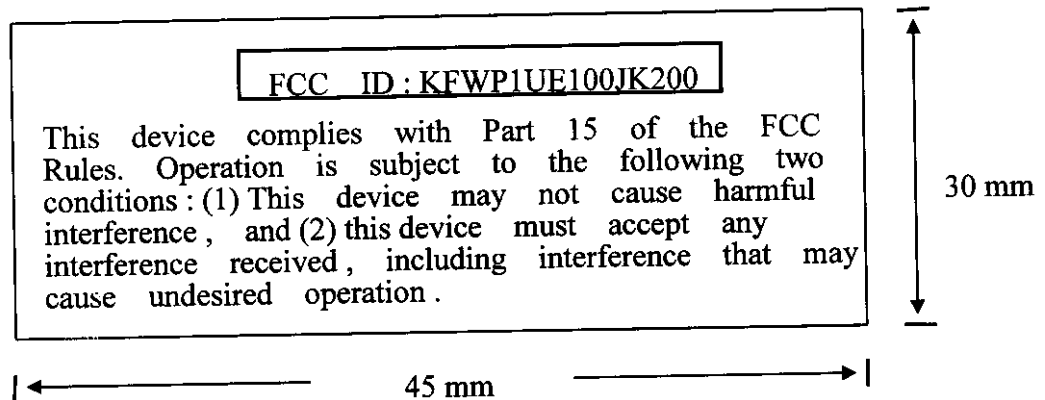 FCC ID : KFWP1UE100JK200
This device complies with Part 15 of the FCC
Rules. Operation is subject to the following two
conditions : (1) This device may not cause harmful
interference , and (2) this device must accept any
interference received , including interference that may
cause undesired operation .
30 mm
45 mm